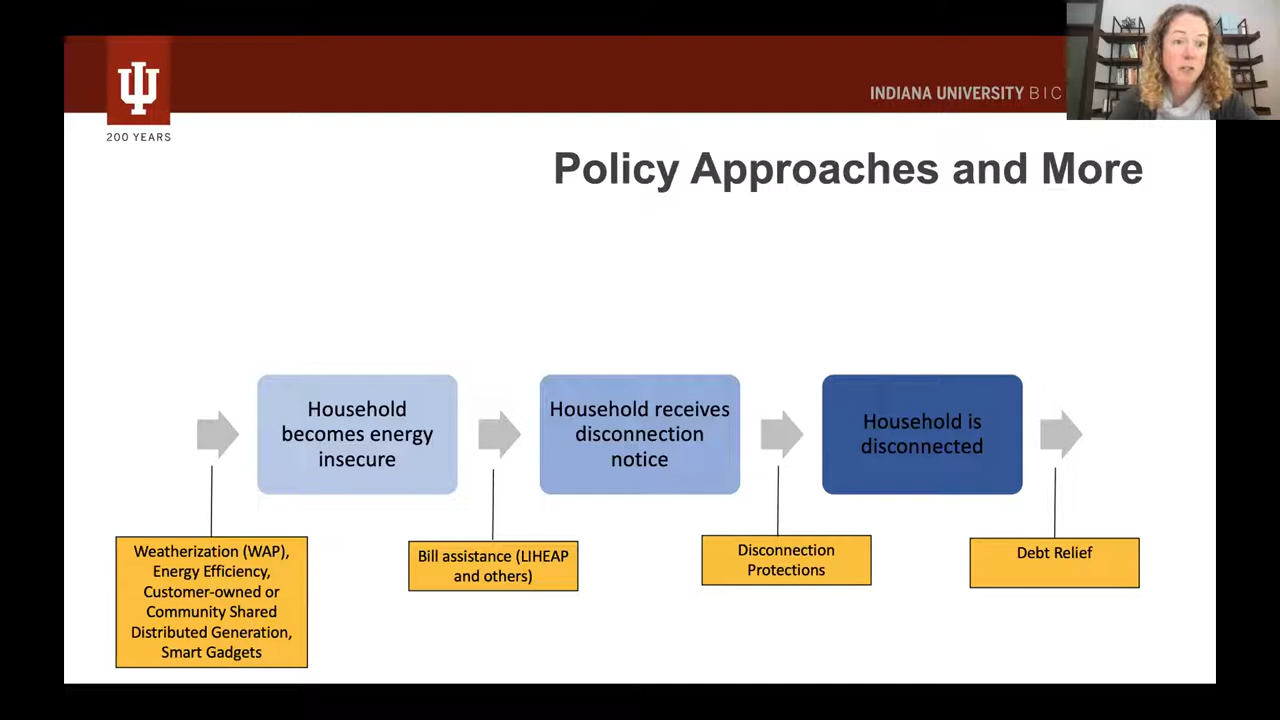 INDIANA UNIVERSITY BIC
200 YEARS
Policy Approaches and More
Household
becomes energy
insecure
Household receives
disconnection
notice
Household is
disconnected
Weatherization (WAP),
Energy Efficiency,
Customer-owned or
Community Shared
Distributed Generation,
Smart Gadgets
Bill assistance (LIHEAP
and others)
Disconnection
Protections
Debt Relief